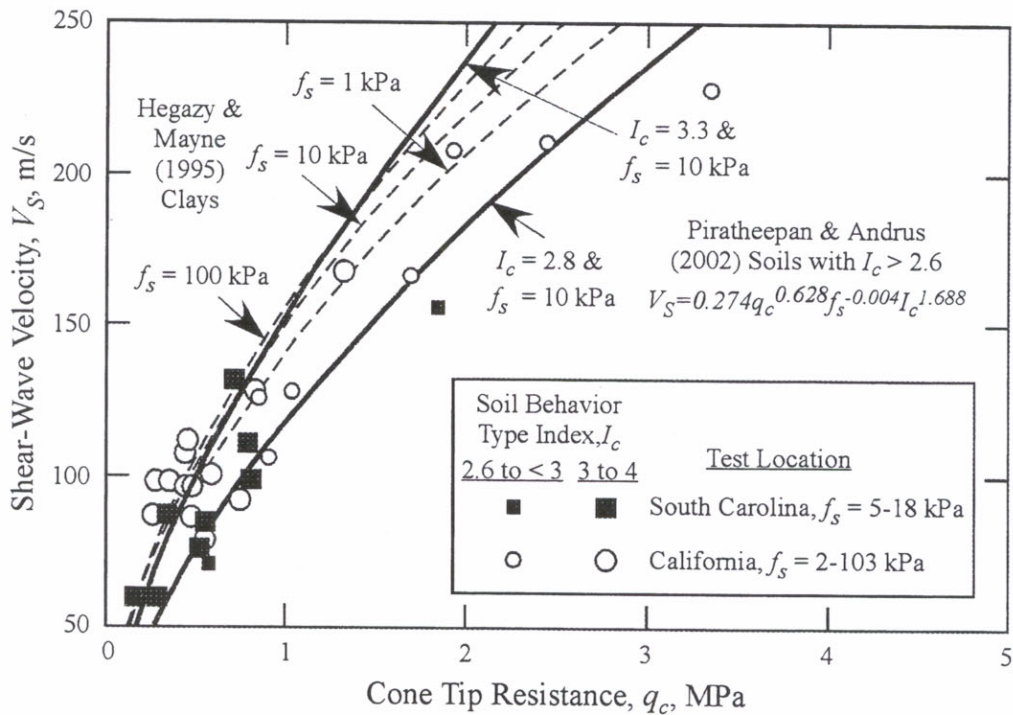 250
200
150
100
50
0
1
2
3
4
5
Shear-Wave Velocity, V_S, m/s
Cone Tip Resistance, q_c, MPa
Hegazy &
Mayne
(1995)
Clays
f_s = 1 kPa
f_s = 10 kPa
f_s = 100 kPa
I_c = 3.3 &
f_s = 10 kPa
I_c = 2.8 &
f_s = 10 kPa
Piratheepan & Andrus
(2002) Soils with I_c > 2.6
V_S=0.274q_c^0.628 f_s^-0.004 I_c^1.688
Soil Behavior
Type Index, I_c
2.6 to < 3 3 to 4 Test Location
South Carolina, f_s = 5-18 kPa
California, f_s = 2-103 kPa